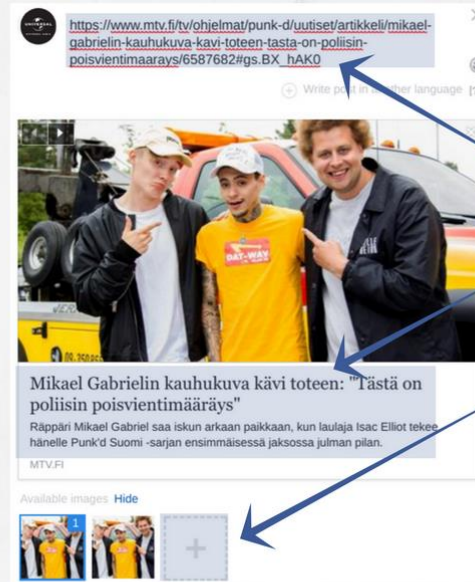 UNIVERSAL
https://www.mtv.fi/tv/ohjelmat/punk-d/uutiset/artikkeli/mikael-
gabrielin-kauhukuva-kavi-toteen-tasta-on-poliisin-
poisvientimaarays/6587682#gs.BX_hAK0
Write post in another language
DAT-WAY
Mikael Gabrielin kauhukuva kävi toteen: "Tästä on
poliisin poisvientimääräys"
Räppäri Mikael Gabriel saa iskun arkaan paikkaan, kun laulaja Isac Elliot tekee
hänelle Punk'd Suomi -sarjan ensimmäisessä jaksossa julman pilan.
MTV.FI
Available images Hide
1